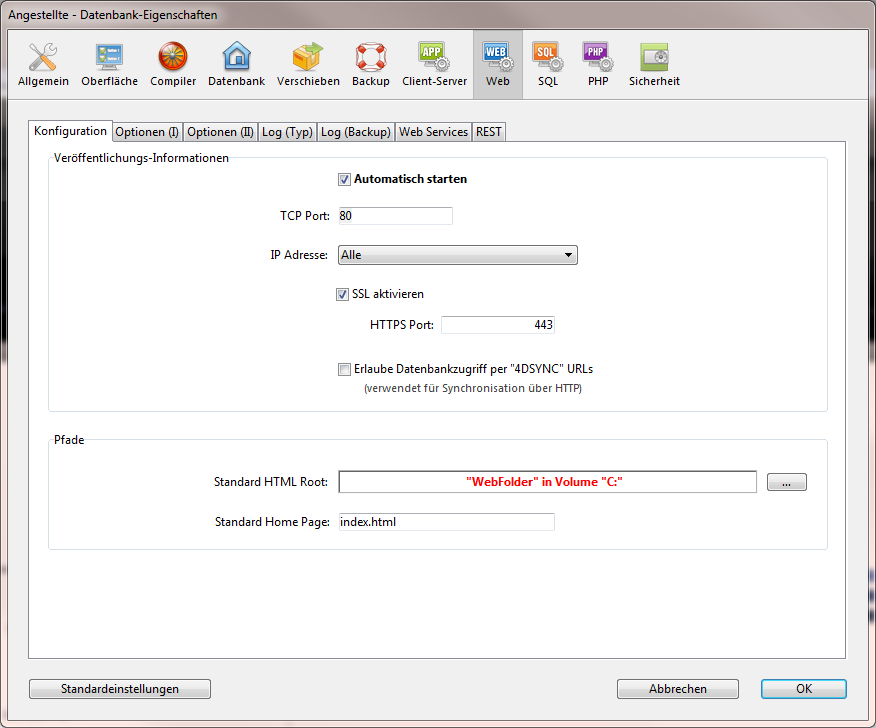 Angestellte - Datenbank-Eigenschaften
APP WEB SQL PHP
Allgemein Oberfläche Compiler Datenbank Verschieben Backup Client-Server Web SQL PHP Sicherheit
Konfiguration Optionen (I) Optionen (II) Log (Typ) Log (Backup) Web Services REST
Veröffentlichungs-Informationen
Automatisch starten
TCP Port: 80
IP Adresse: Alle
SSL aktivieren
HTTPS Port: 443
Erlaube Datenbankzugriff per "4DSYNC" URLs
(verwendet für Synchronisation über HTTP)
Pfade
Standard HTML Root: "WebFolder" in Volume "C:" ...
Standard Home Page: index.html
Standardeinstellungen Abbrechen OK